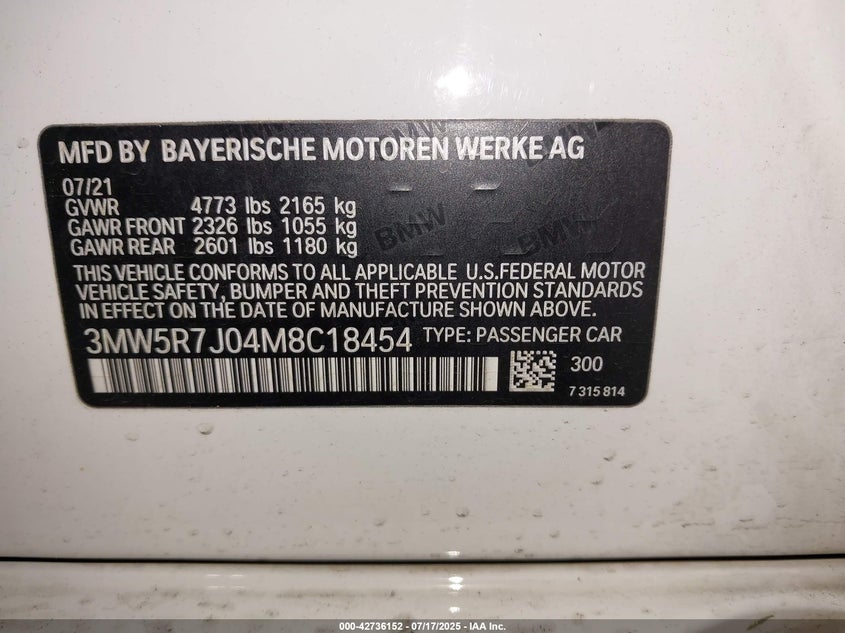 MFD BY BAYERISCHE MOTOREN WERKE AG
07/21
GVWR 4773 lbs 2165 kg
GAWR FRONT 2326 lbs 1055 kg
GAWR REAR 2601 lbs 1180 kg
BMW BMW
THIS VEHICLE CONFORMS TO ALL APPLICABLE U.S.FEDERAL MOTOR
VEHICLE SAFETY, BUMPER AND THEFT PREVENTION STANDARDS
IN EFFECT ON THE DATE OF MANUFACTURE SHOWN ABOVE.
3MW5R7J04M8C18454 TYPE: PASSENGER CAR
300
7 315 814
000-42736152 - 07/17/2025 - IAA Inc.